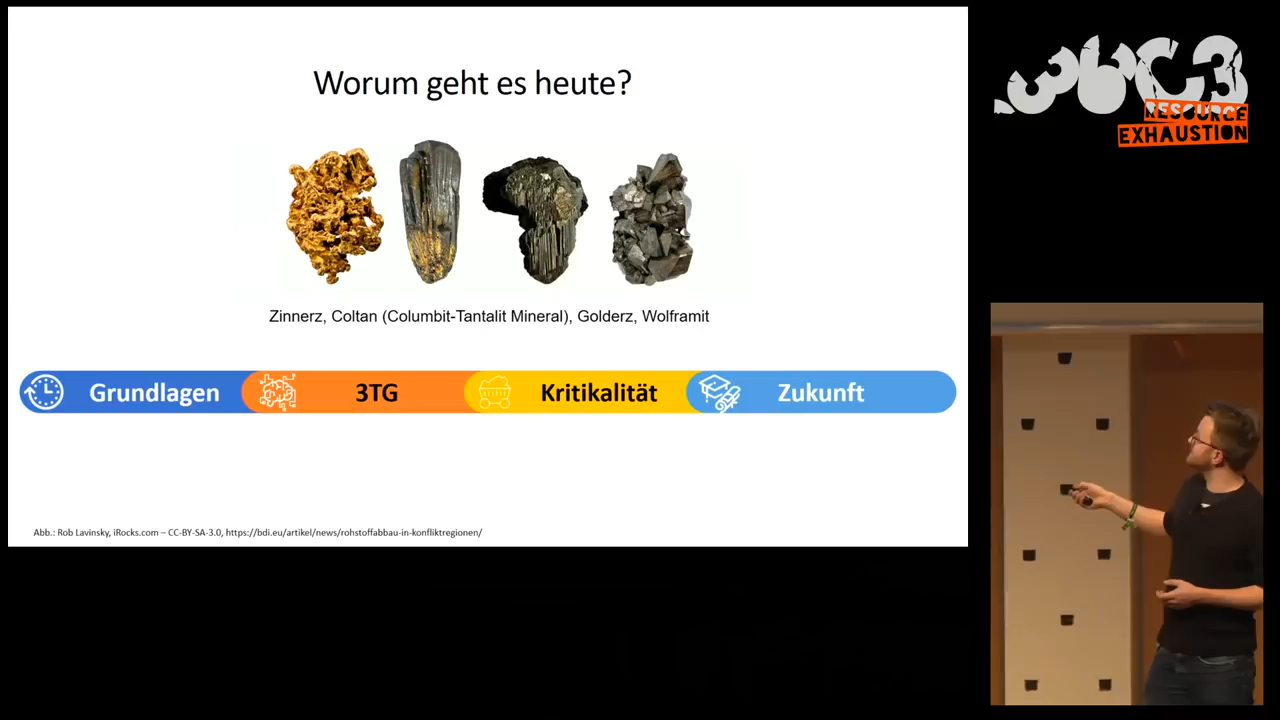 Worum geht es heute?
Zinnerz, Coltan (Columbit-Tantalit Mineral), Golderz, Wolframit
Grundlagen
3TG
Kritikalität
Zukunft
Abb.: Rob Lavinsky, iRocks.com – CC-BY-SA-3.0, https://bdi.eu/artikel/news/rohstoffabbau-in-konfliktregionen/
36C3
RESOURCE
EXHAUSTION